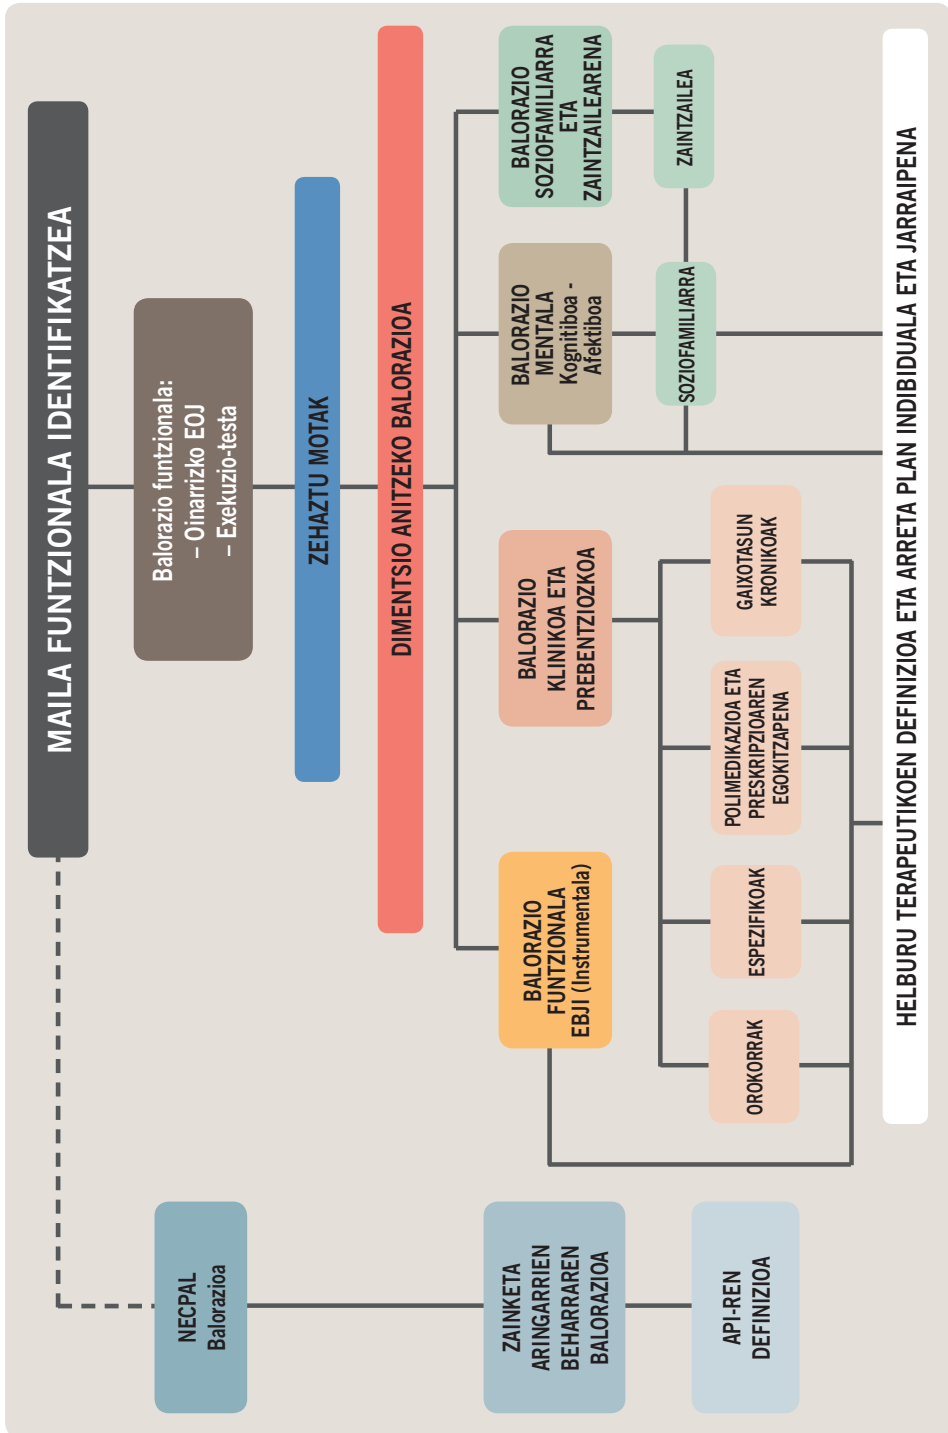 MAILA FUNTZIONALA IDENTIFIKATZEA
Balorazio funtzionala:
– Oinarrizko EOJ
– Exekuzio-testa
ZEHAZTU MOTAK
DIMENTSIO ANITZEKO BALORAZIOA
NECPAL
Balorazioa
ZAINKETA
ARINGARRIEN
BEHARRAREN
BALORAZIOA
API-REN
DEFINIZIOA
BALORAZIO
FUNTZIONALA
EBJI (Instrumentala)
BALORAZIO
KLINIKOA ETA
PREBENTZIOZKOA
BALORAZIO
MENTALA
Kognitiboa -
Afektiboa
BALORAZIO
SOZIOFAMILIARRA
ETA
ZAINTZAILEARENA
OROKORRAK
ESPEZIFIKOAK
POLIMEDIKAZIOA ETA
PRESKRIPZIOAREN
EGOKITZAPENA
GAIXOTASUN
KRONIKOAK
SOZIOFAMILIARRA
ZAINTZAILEA
HELBURU TERAPEUTIKOEN DEFINIZIOA ETA ARRETA PLAN INDIBIDUALA ETA JARRAIPENA